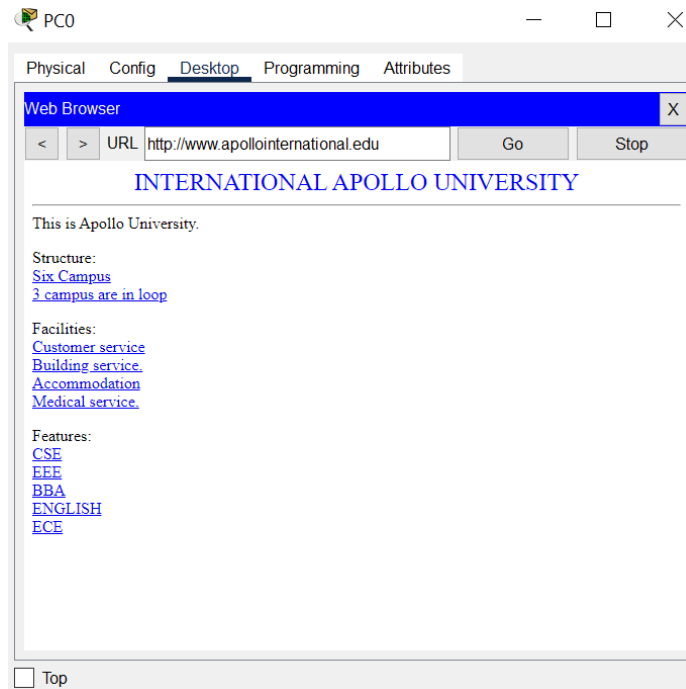 PC0
Physical Config Desktop Programming Attributes
Web Browser X
< > URL http://www.apollointernational.edu Go Stop
INTERNATIONAL APOLLO UNIVERSITY
This is Apollo University.
Structure:
Six Campus
3 campus are in loop
Facilities:
Customer service
Building service.
Accommodation
Medical service.
Features:
CSE
EEE
BBA
ENGLISH
ECE
Top